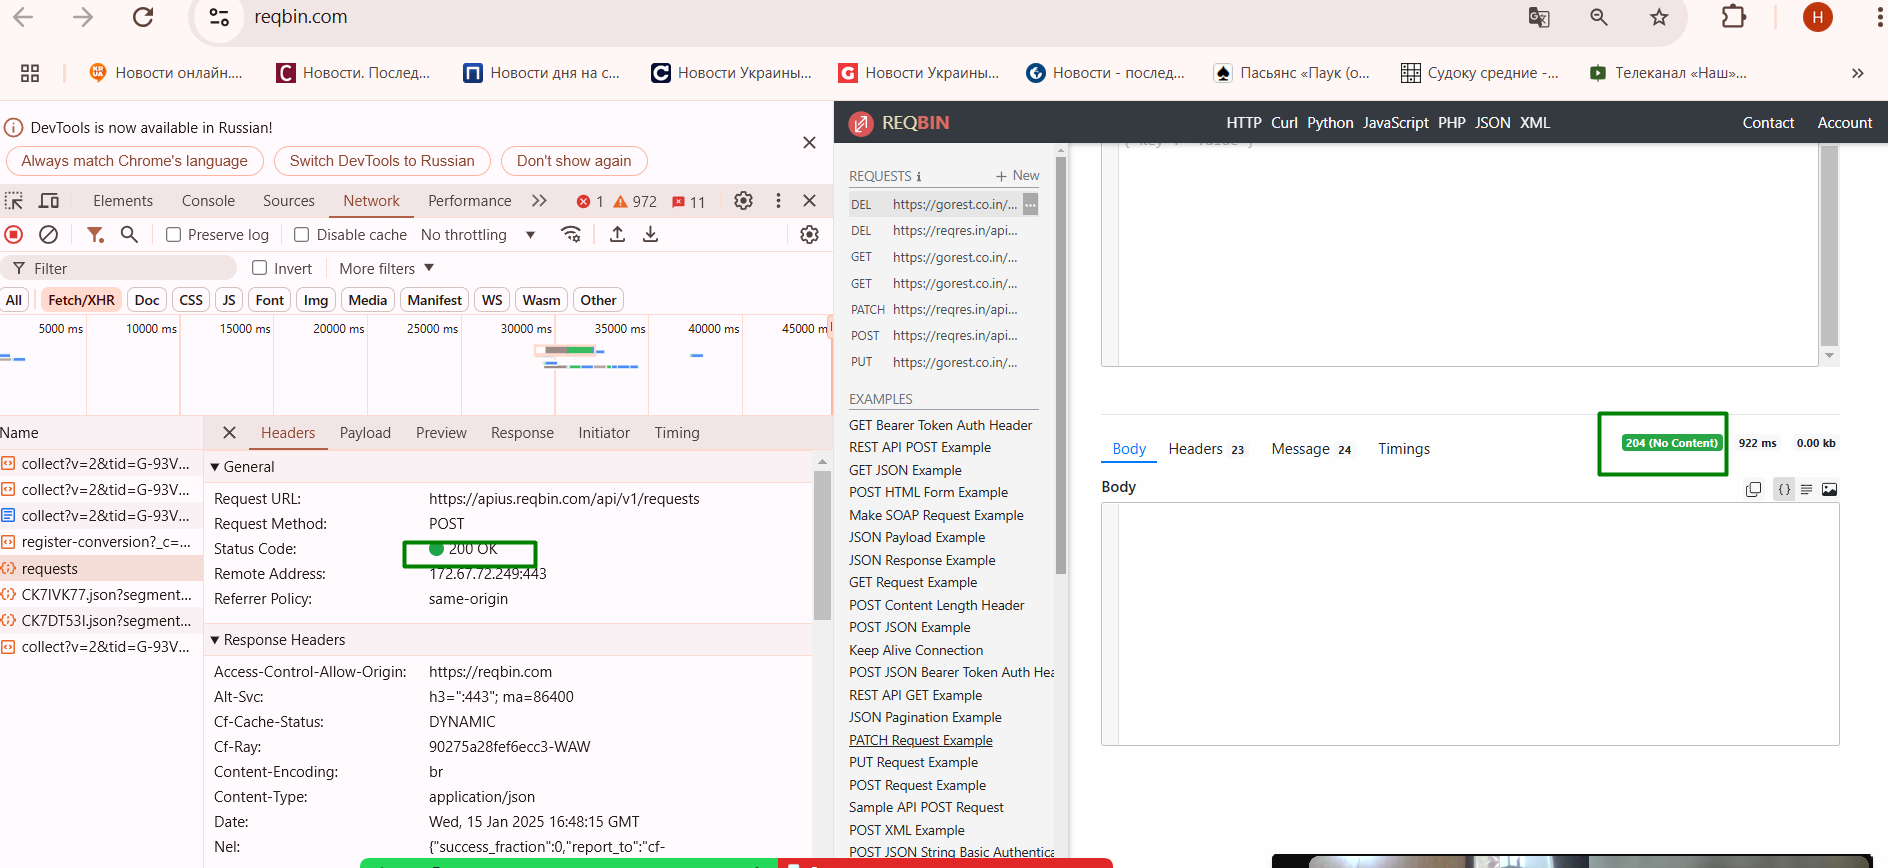 reqbin.com
H
Новости онлайн....
Новости. Послед...
Новости дня на с...
Новости Украины...
Новости Украины...
Новости - послед...
Пасьянс «Паук (о...
Судоку средние -...
Телеканал «Наш»...
DevTools is now available in Russian!
Always match Chrome's language
Switch DevTools to Russian
Don't show again
Elements
Console
Sources
Network
Performance
1
972
11
Preserve log
Disable cache
No throttling
Filter
Invert
More filters
All
Fetch/XHR
Doc
CSS
JS
Font
Img
Media
Manifest
WS
Wasm
Other
5000 ms
10000 ms
15000 ms
20000 ms
25000 ms
30000 ms
35000 ms
40000 ms
45000 m
Name
collect?v=2&tid=G-93V...
collect?v=2&tid=G-93V...
collect?v=2&tid=G-93V...
register-conversion?_c=...
requests
CK7IVK77.json?segment...
CK7DT53I.json?segment...
collect?v=2&tid=G-93V...
Headers
Payload
Preview
Response
Initiator
Timing
General
Request URL: https://apius.reqbin.com/api/v1/requests
Request Method: POST
Status Code: 200 OK
Remote Address: 172.67.72.249:443
Referrer Policy: same-origin
Response Headers
Access-Control-Allow-Origin: https://reqbin.com
Alt-Svc: h3=":443"; ma=86400
Cf-Cache-Status: DYNAMIC
Cf-Ray: 90275a28fef6ecc3-WAW
Content-Encoding: br
Content-Type: application/json
Date: Wed, 15 Jan 2025 16:48:15 GMT
Nel: {"success_fraction":0,"report_to":"cf-
REQBIN
HTTP
Curl
Python
JavaScript
PHP
JSON
XML
Contact
Account
REQUESTS
+ New
DEL https://gorest.co.in/...
DEL https://reqres.in/api...
GET https://gorest.co.in/...
GET https://gorest.co.in/...
PATCH https://reqres.in/api...
POST https://reqres.in/api...
PUT https://gorest.co.in/...
EXAMPLES
GET Bearer Token Auth Header
REST API POST Example
GET JSON Example
POST HTML Form Example
Make SOAP Request Example
JSON Payload Example
JSON Response Example
GET Request Example
POST Content Length Header
POST JSON Example
Keep Alive Connection
POST JSON Bearer Token Auth Hea
REST API GET Example
JSON Pagination Example
PATCH Request Example
PUT Request Example
POST Request Example
Sample API POST Request
POST XML Example
POST JSON String Basic Authentica
Body
Headers 23
Message 24
Timings
204 (No Content)
922 ms
0.00 kb
Body
{}